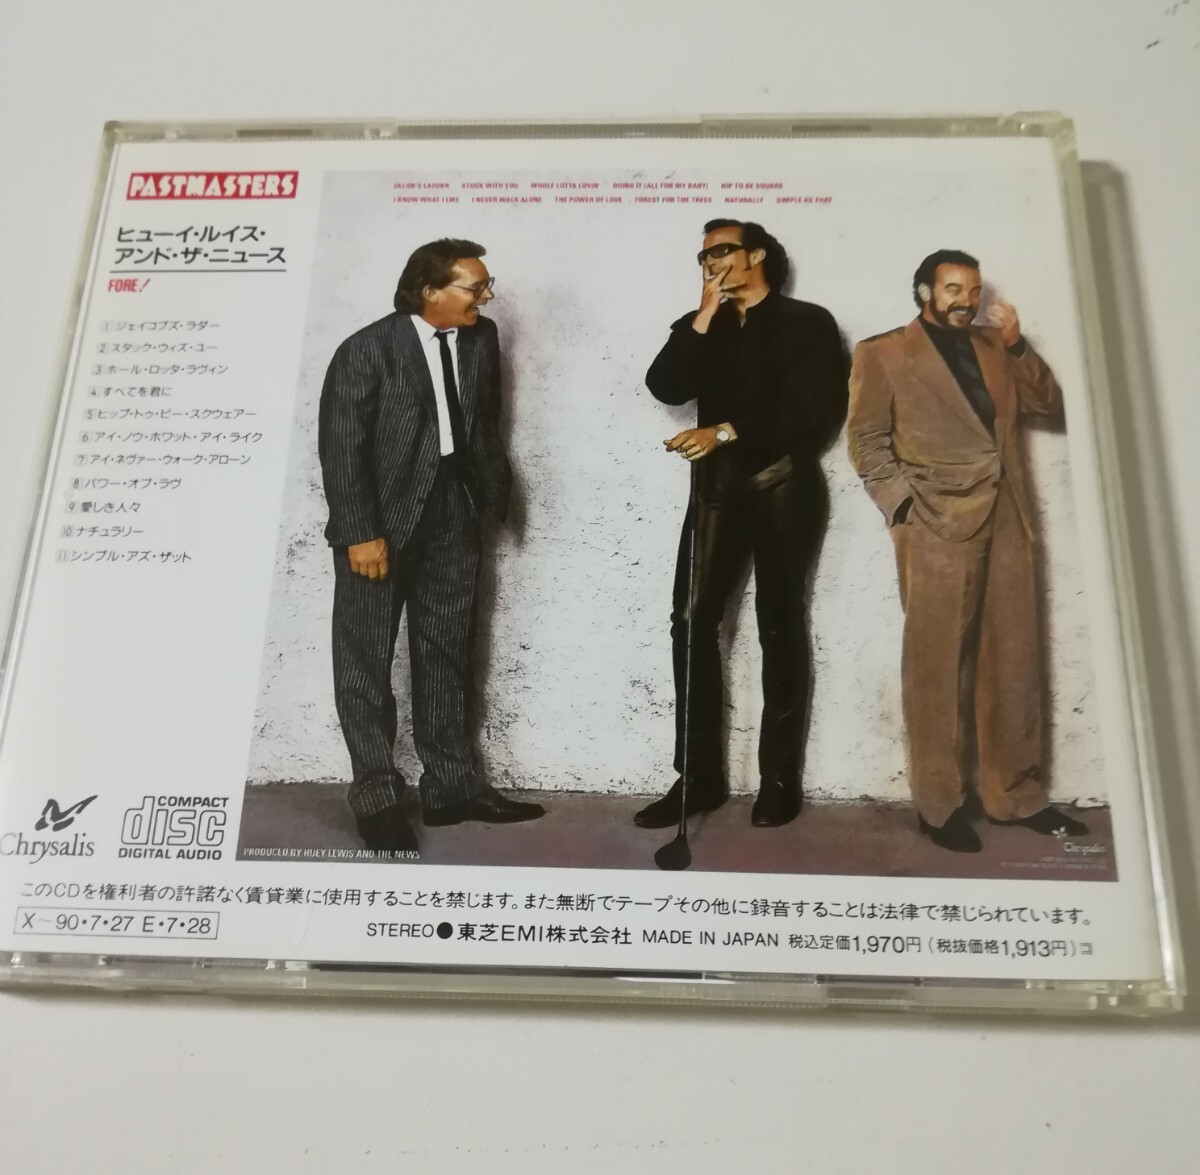 PASTMASTERS
ヒューイ・ルイス・
アンド・ザ・ニュース
FORE!
1 ジェイコブズ・ラダー
2 スタック・ウィズ・ユー
3 ホール・ロッタ・ラヴィン
4 すべてを君に
5 ヒップ・トゥ・ビー・スクウェアー
6 アイ・ノウ・ホワット・アイ・ライク
7 アイ・ネヴァー・ウォーク・アローン
8 パワー・オブ・ラヴ
9 愛しき人々
10 ナチュラリー
11 シンプル・アズ・ザット
JACOB'S LADDER STUCK WITH YOU WHOLE LOTTA LOVIN' DOING IT (ALL FOR MY BABY) HIP TO BE SQUARE
I KNOW WHAT I LIKE I NEVER WALK ALONE THE POWER OF LOVE FOREST FOR THE TREES NATURALLY SIMPLE AS THAT
Chrysalis
COMPACT
disc
DIGITAL AUDIO
PRODUCED BY HUEY LEWIS AND THE NEWS
Chrysalis
このCDを権利者の許諾なく賃貸業に使用することを禁じます。また無断でテープその他に録音することは法律で禁じられています。
X〜90・7・27 E・7・28
STEREO●東芝EMI株式会社 MADE IN JAPAN 税込定価1,970円(税抜価格1,913円)コ